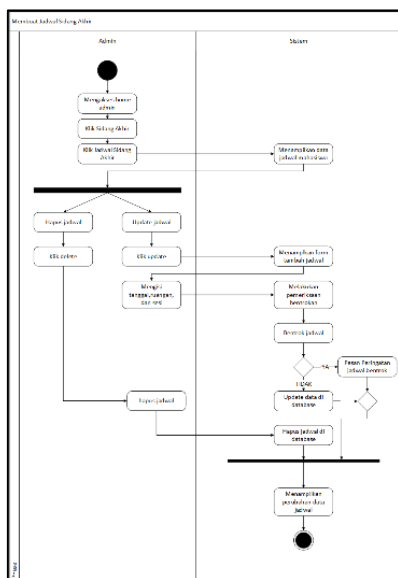 Membuat Jadwal Sidang Akhir
Admin
Sistem
Mengakses home
admin
Klik Sidang Akhir
Klik Jadwal Sidang
Akhir
Menampilkan data
jadwal mahasiswa
Hapus jadwal
Update jadwal
Klik delete
Klik update
Menampilkan form
tambah jadwal
Mengisi
tanggal, ruangan,
dan sesi
Melakukan
pemeriksaan
bentrokan
Bentrok jadwal
YA
Pesan Peringatan
jadwal bentrok
TIDAK
Update data di
database
Hapus jadwal
Hapus jadwal di
database
Menampilkan
perubahan data
jadwal